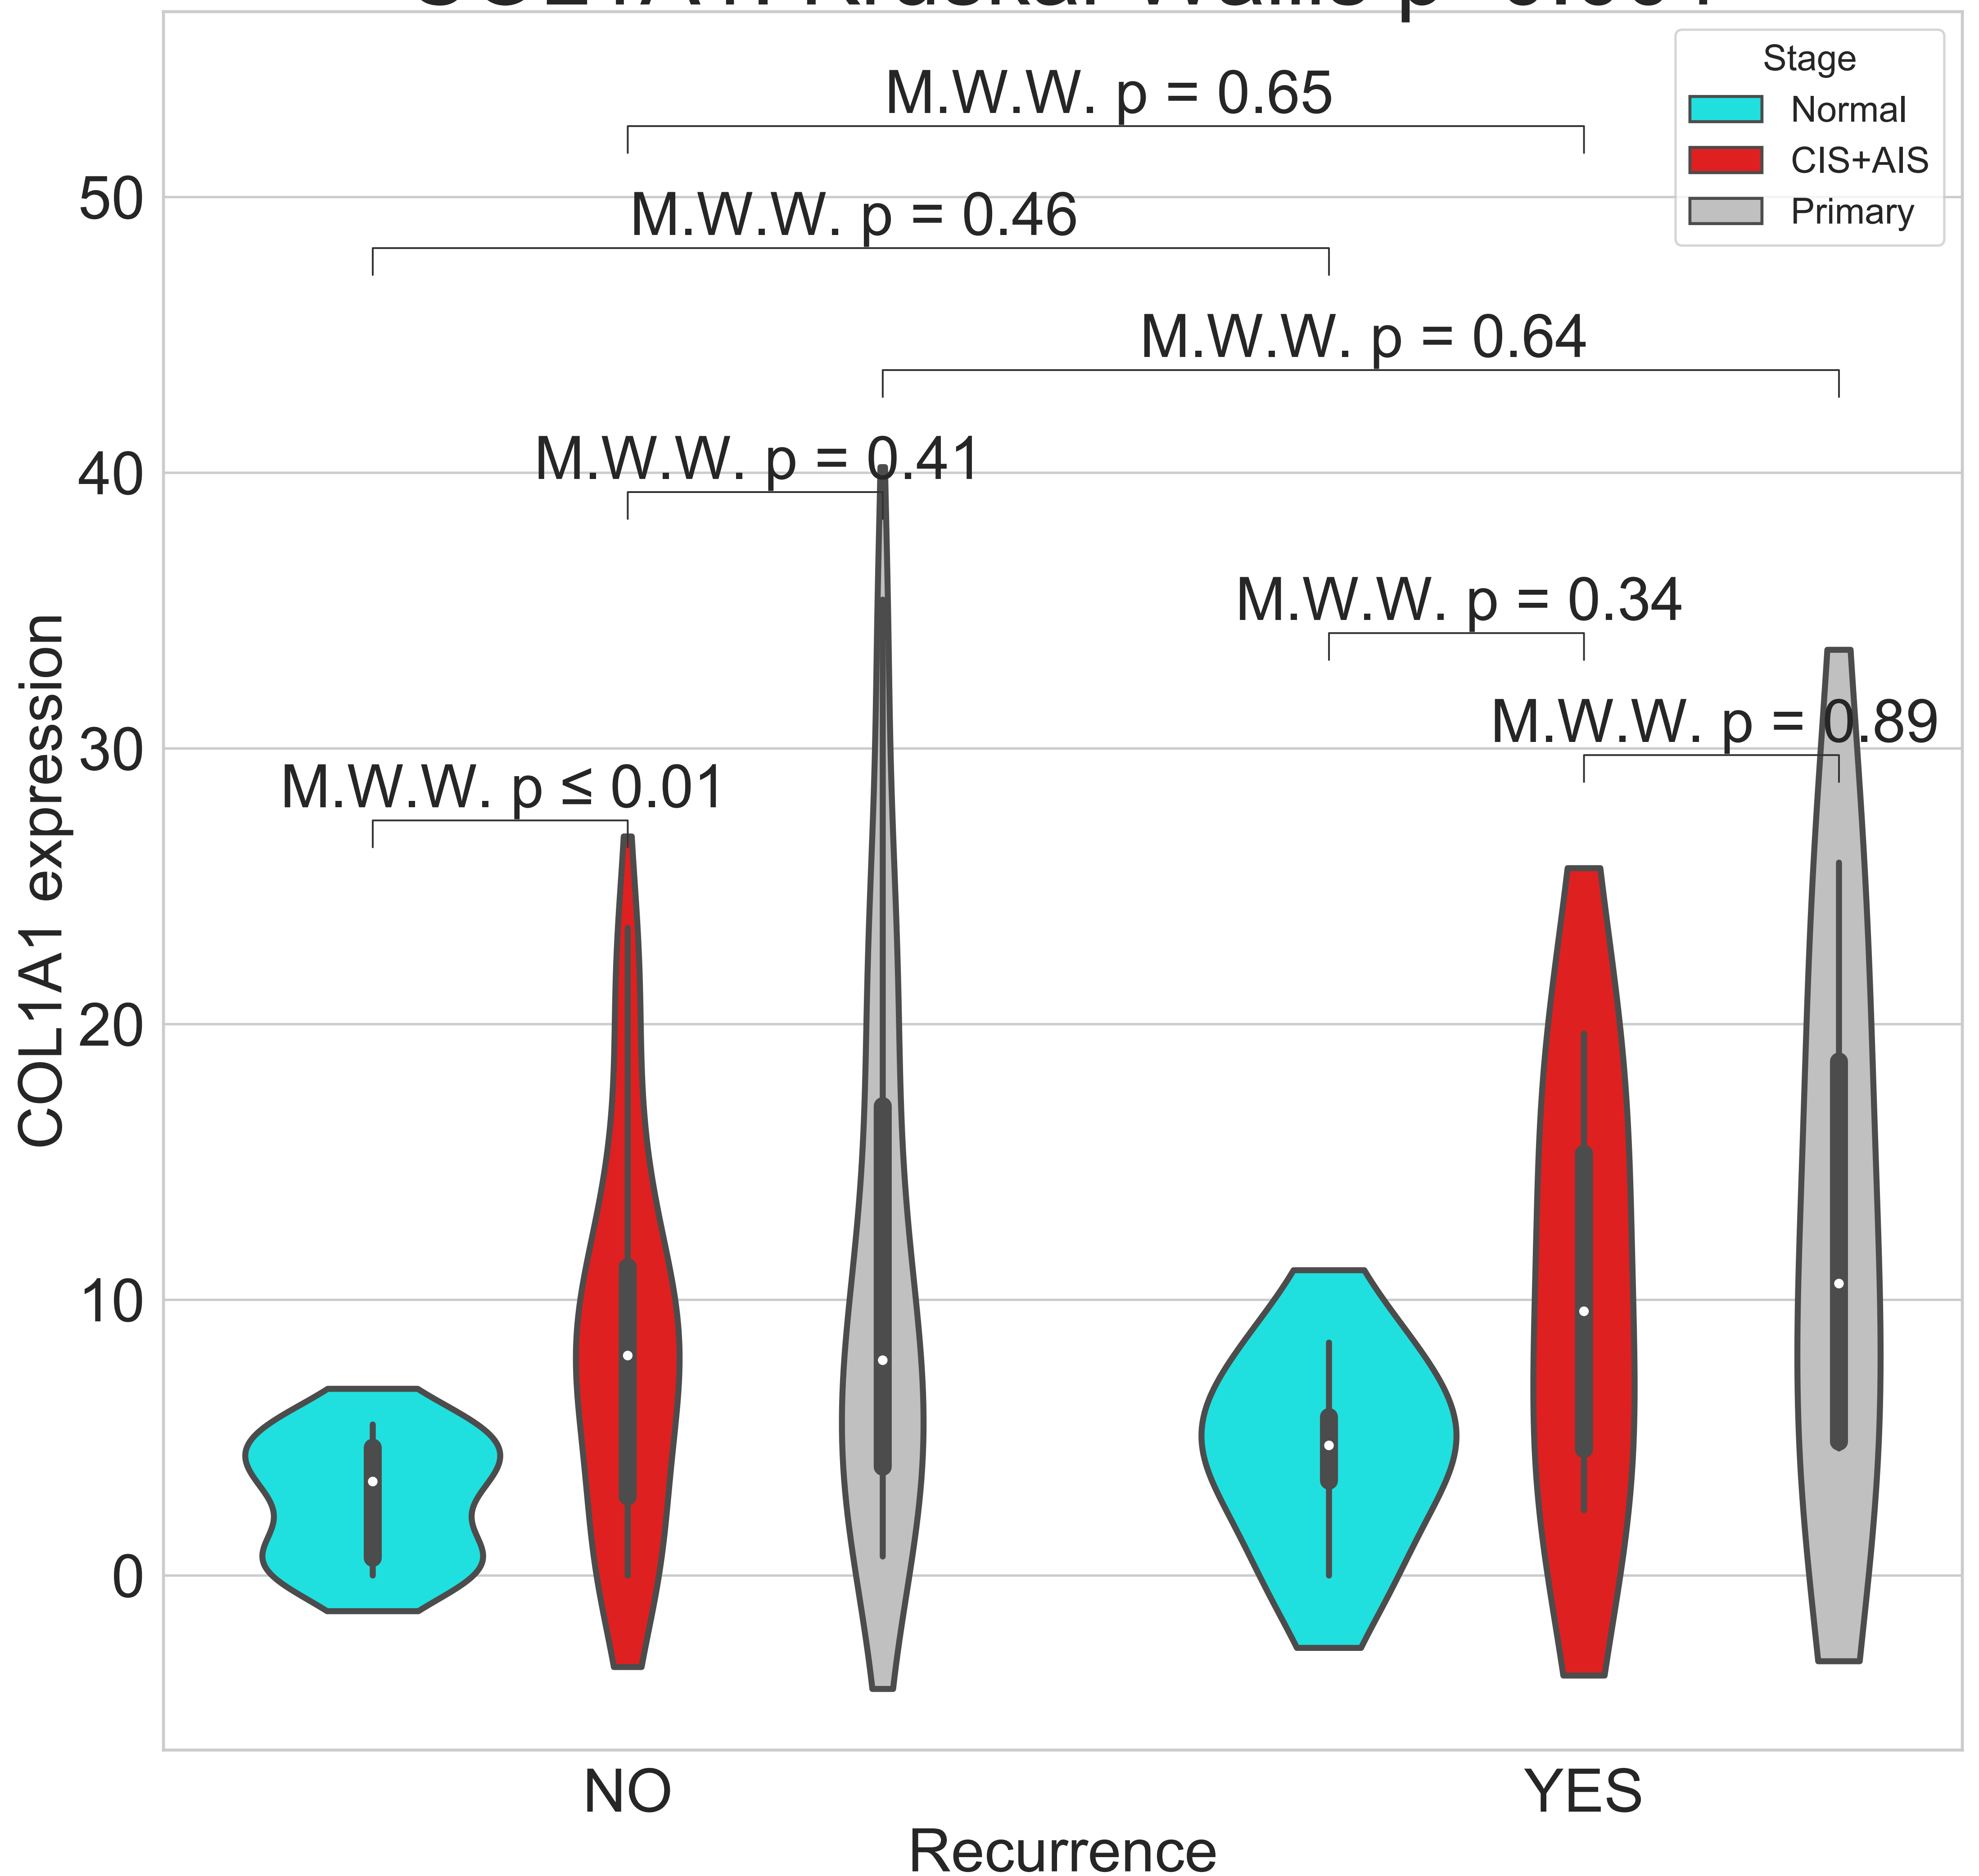 Stage
Normal
CIS+AIS
Primary
M.W.W. p = 0.65
M.W.W. p = 0.46
M.W.W. p = 0.64
M.W.W. p = 0.41
M.W.W. p = 0.34
M.W.W. p = 0.89
M.W.W. p ≤ 0.01
COL1A1 expression
50
40
30
20
10
0
NO
YES
Recurrence